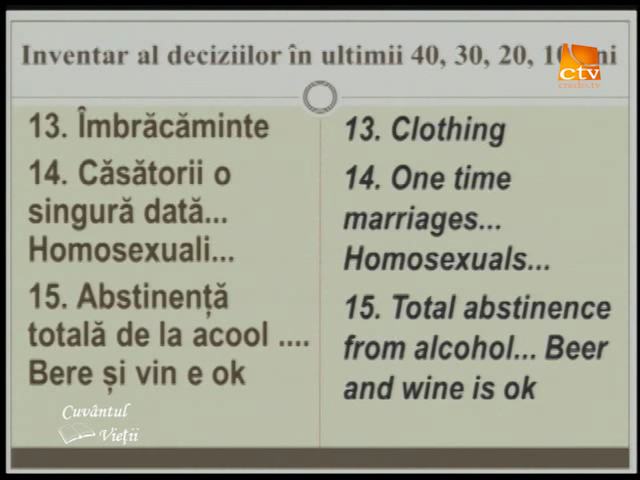 Inventar al deciziilor în ultimii 40, 30, 20, ni
ctv
13. Îmbrăcăminte
14. Căsătorii o
singură dată...
Homosexuali...
15. Abstinență
totală de la acool ....
Bere și vin e ok
13. Clothing
14. One time
marriages...
Homosexuals...
15. Total abstinence
from alcohol... Beer
and wine is ok
Cuvântul
Vieții